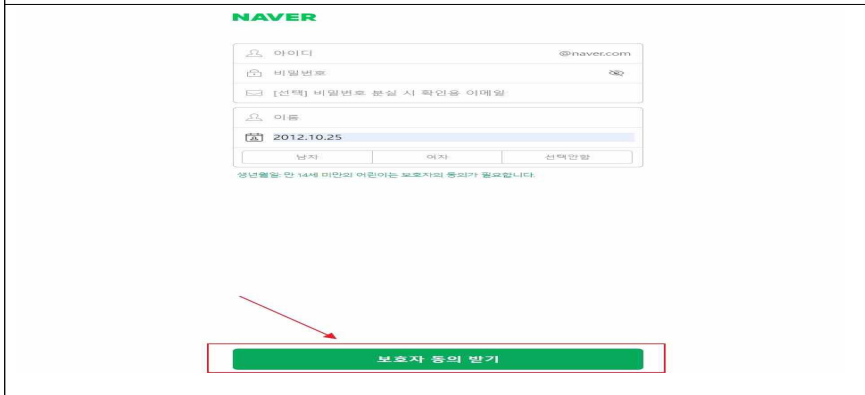 NAVER
아이디 @naver.com
비밀번호
[선택] 비밀번호 분실 시 확인용 이메일
이름
2012.10.25
남자 여자 선택안함
생년월일: 만 14세 미만의 어린이는 보호자의 동의가 필요합니다.
보호자 동의 받기